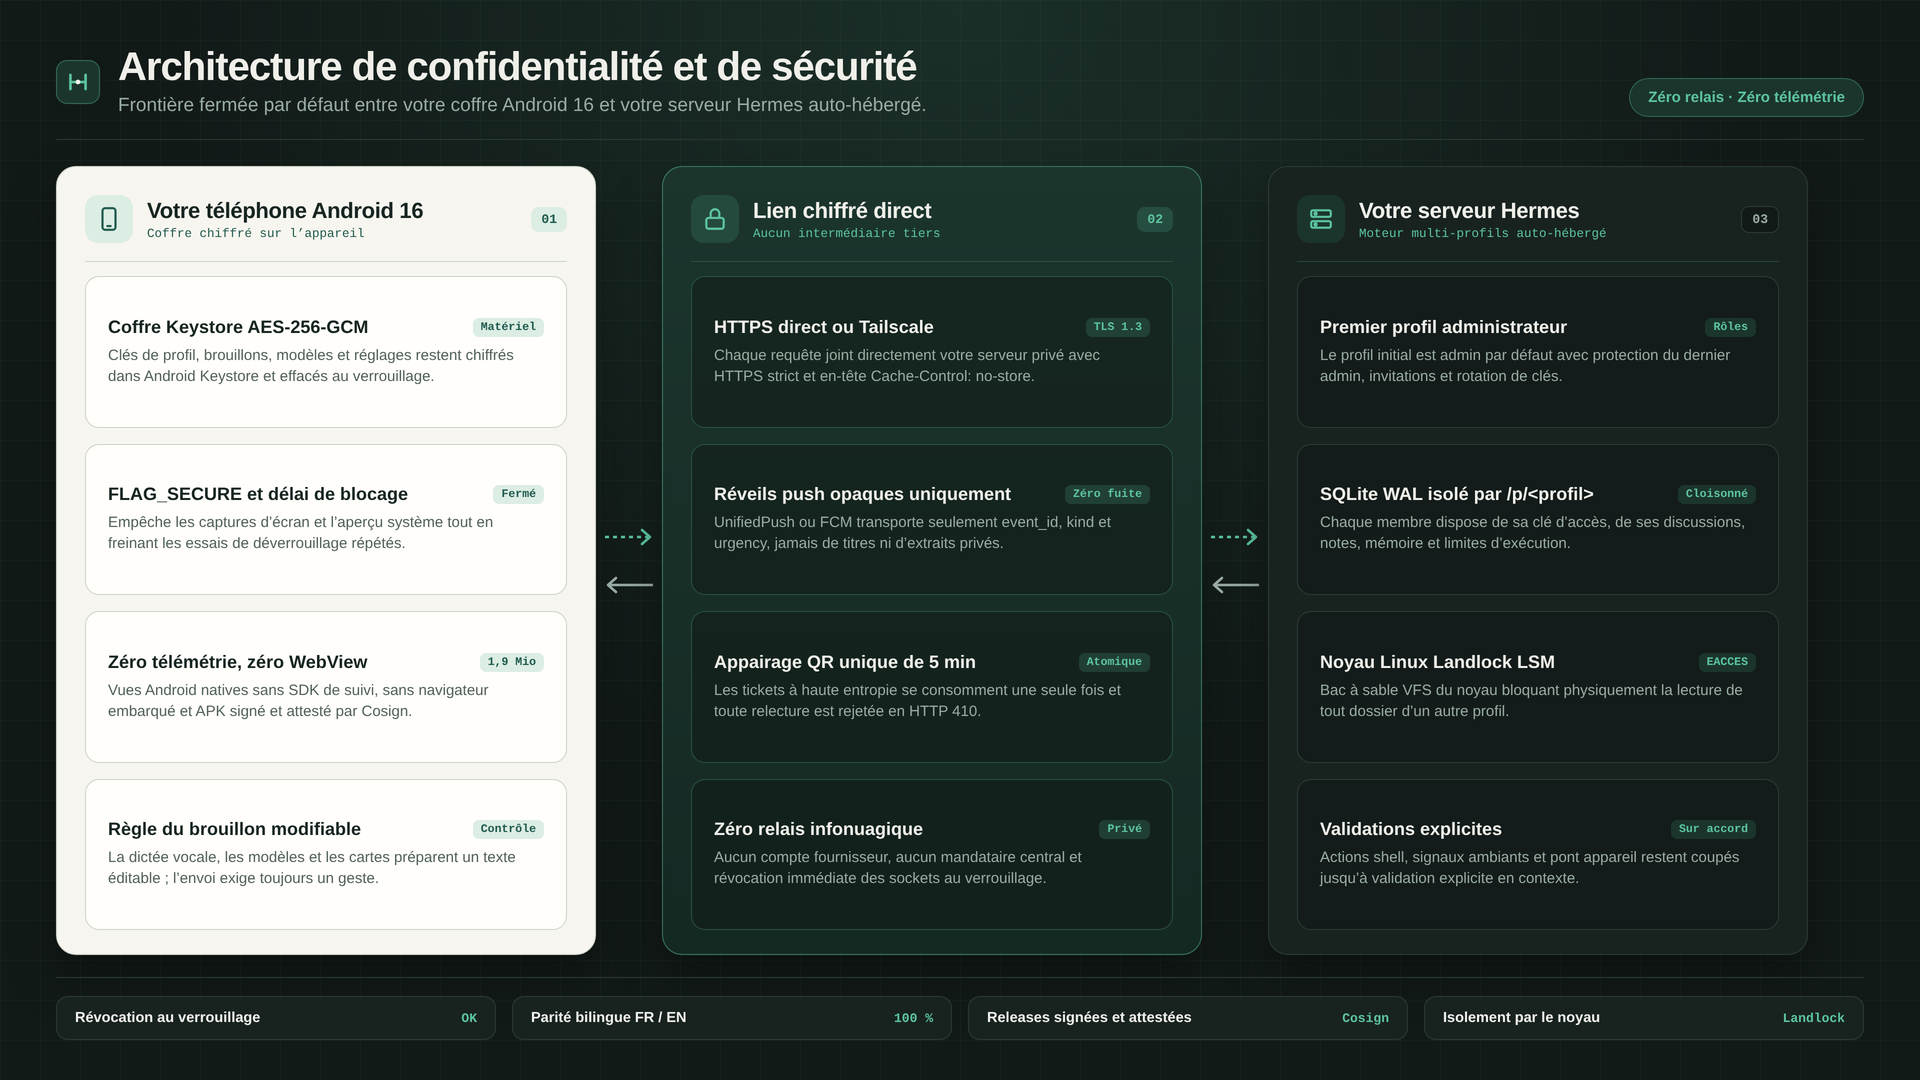 Architecture de confidentialité et de sécurité
Frontière fermée par défaut entre votre coffre Android 16 et votre serveur Hermes auto-hébergé.
Zéro relais · Zéro télémétrie
Votre téléphone Android 16
Coffre chiffré sur l’appareil
01
Coffre Keystore AES-256-GCM
Matériel
Clés de profil, brouillons, modèles et réglages restent chiffrés
dans Android Keystore et effacés au verrouillage.
FLAG_SECURE et délai de blocage
Fermé
Empêche les captures d’écran et l’aperçu système tout en
freinant les essais de déverrouillage répétés.
Zéro télémétrie, zéro WebView
1,9 Mio
Vues Android natives sans SDK de suivi, sans navigateur
embarqué et APK signé et attesté par Cosign.
Règle du brouillon modifiable
Contrôle
La dictée vocale, les modèles et les cartes préparent un texte
éditable ; l’envoi exige toujours un geste.
Lien chiffré direct
Aucun intermédiaire tiers
02
HTTPS direct ou Tailscale
TLS 1.3
Chaque requête joint directement votre serveur privé avec
HTTPS strict et en-tête Cache-Control: no-store.
Réveils push opaques uniquement
Zéro fuite
UnifiedPush ou FCM transporte seulement event_id, kind et
urgency, jamais de titres ni d’extraits privés.
Appairage QR unique de 5 min
Atomique
Les tickets à haute entropie se consomment une seule fois et
toute relecture est rejetée en HTTP 410.
Zéro relais infonuagique
Privé
Aucun compte fournisseur, aucun mandataire central et
révocation immédiate des sockets au verrouillage.
Votre serveur Hermes
Moteur multi-profils auto-hébergé
03
Premier profil administrateur
Rôles
Le profil initial est admin par défaut avec protection du dernier
admin, invitations et rotation de clés.
SQLite WAL isolé par /p/<profil>
Cloisonné
Chaque membre dispose de sa clé d’accès, de ses discussions,
notes, mémoire et limites d’exécution.
Noyau Linux Landlock LSM
EACCES
Bac à sable VFS du noyau bloquant physiquement la lecture de
tout dossier d’un autre profil.
Validations explicites
Sur accord
Actions shell, signaux ambiants et pont appareil restent coupés
jusqu’à validation explicite en contexte.
Révocation au verrouillage
OK
Parité bilingue FR / EN
100 %
Releases signées et attestées
Cosign
Isolement par le noyau
Landlock